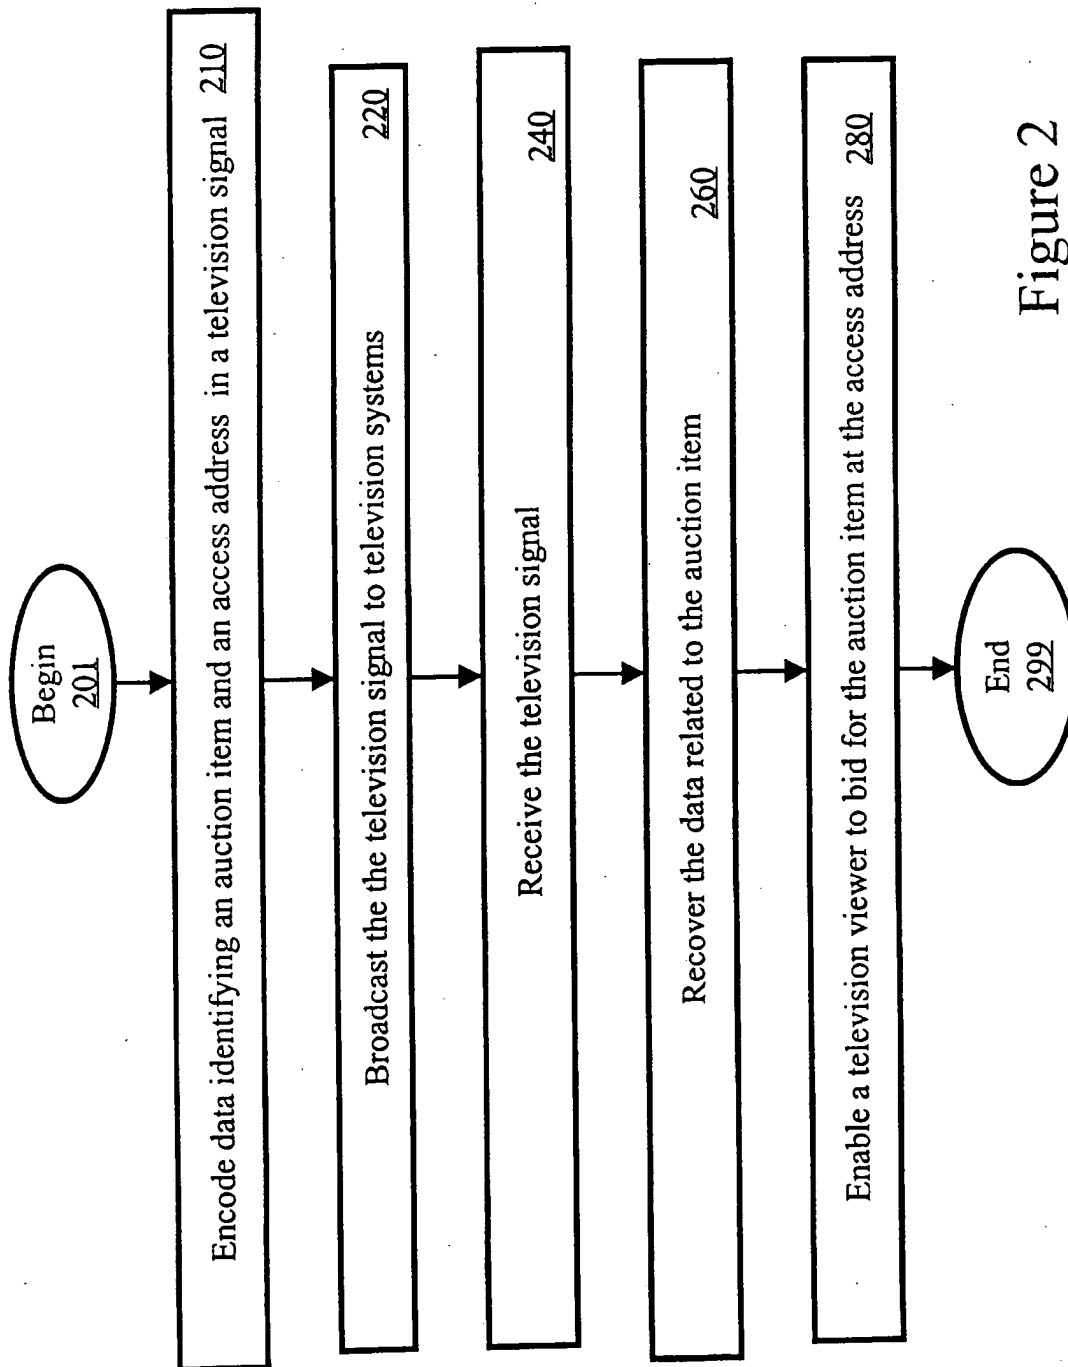 Begin
201
Encode data identifying an auction item and an access address in a television signal 210
Broadcast the the television signal to television systems 220
Receive the television signal 240
Recover the data related to the auction item 260
Enable a television viewer to bid for the auction item at the access address 280
End
299
Figure 2